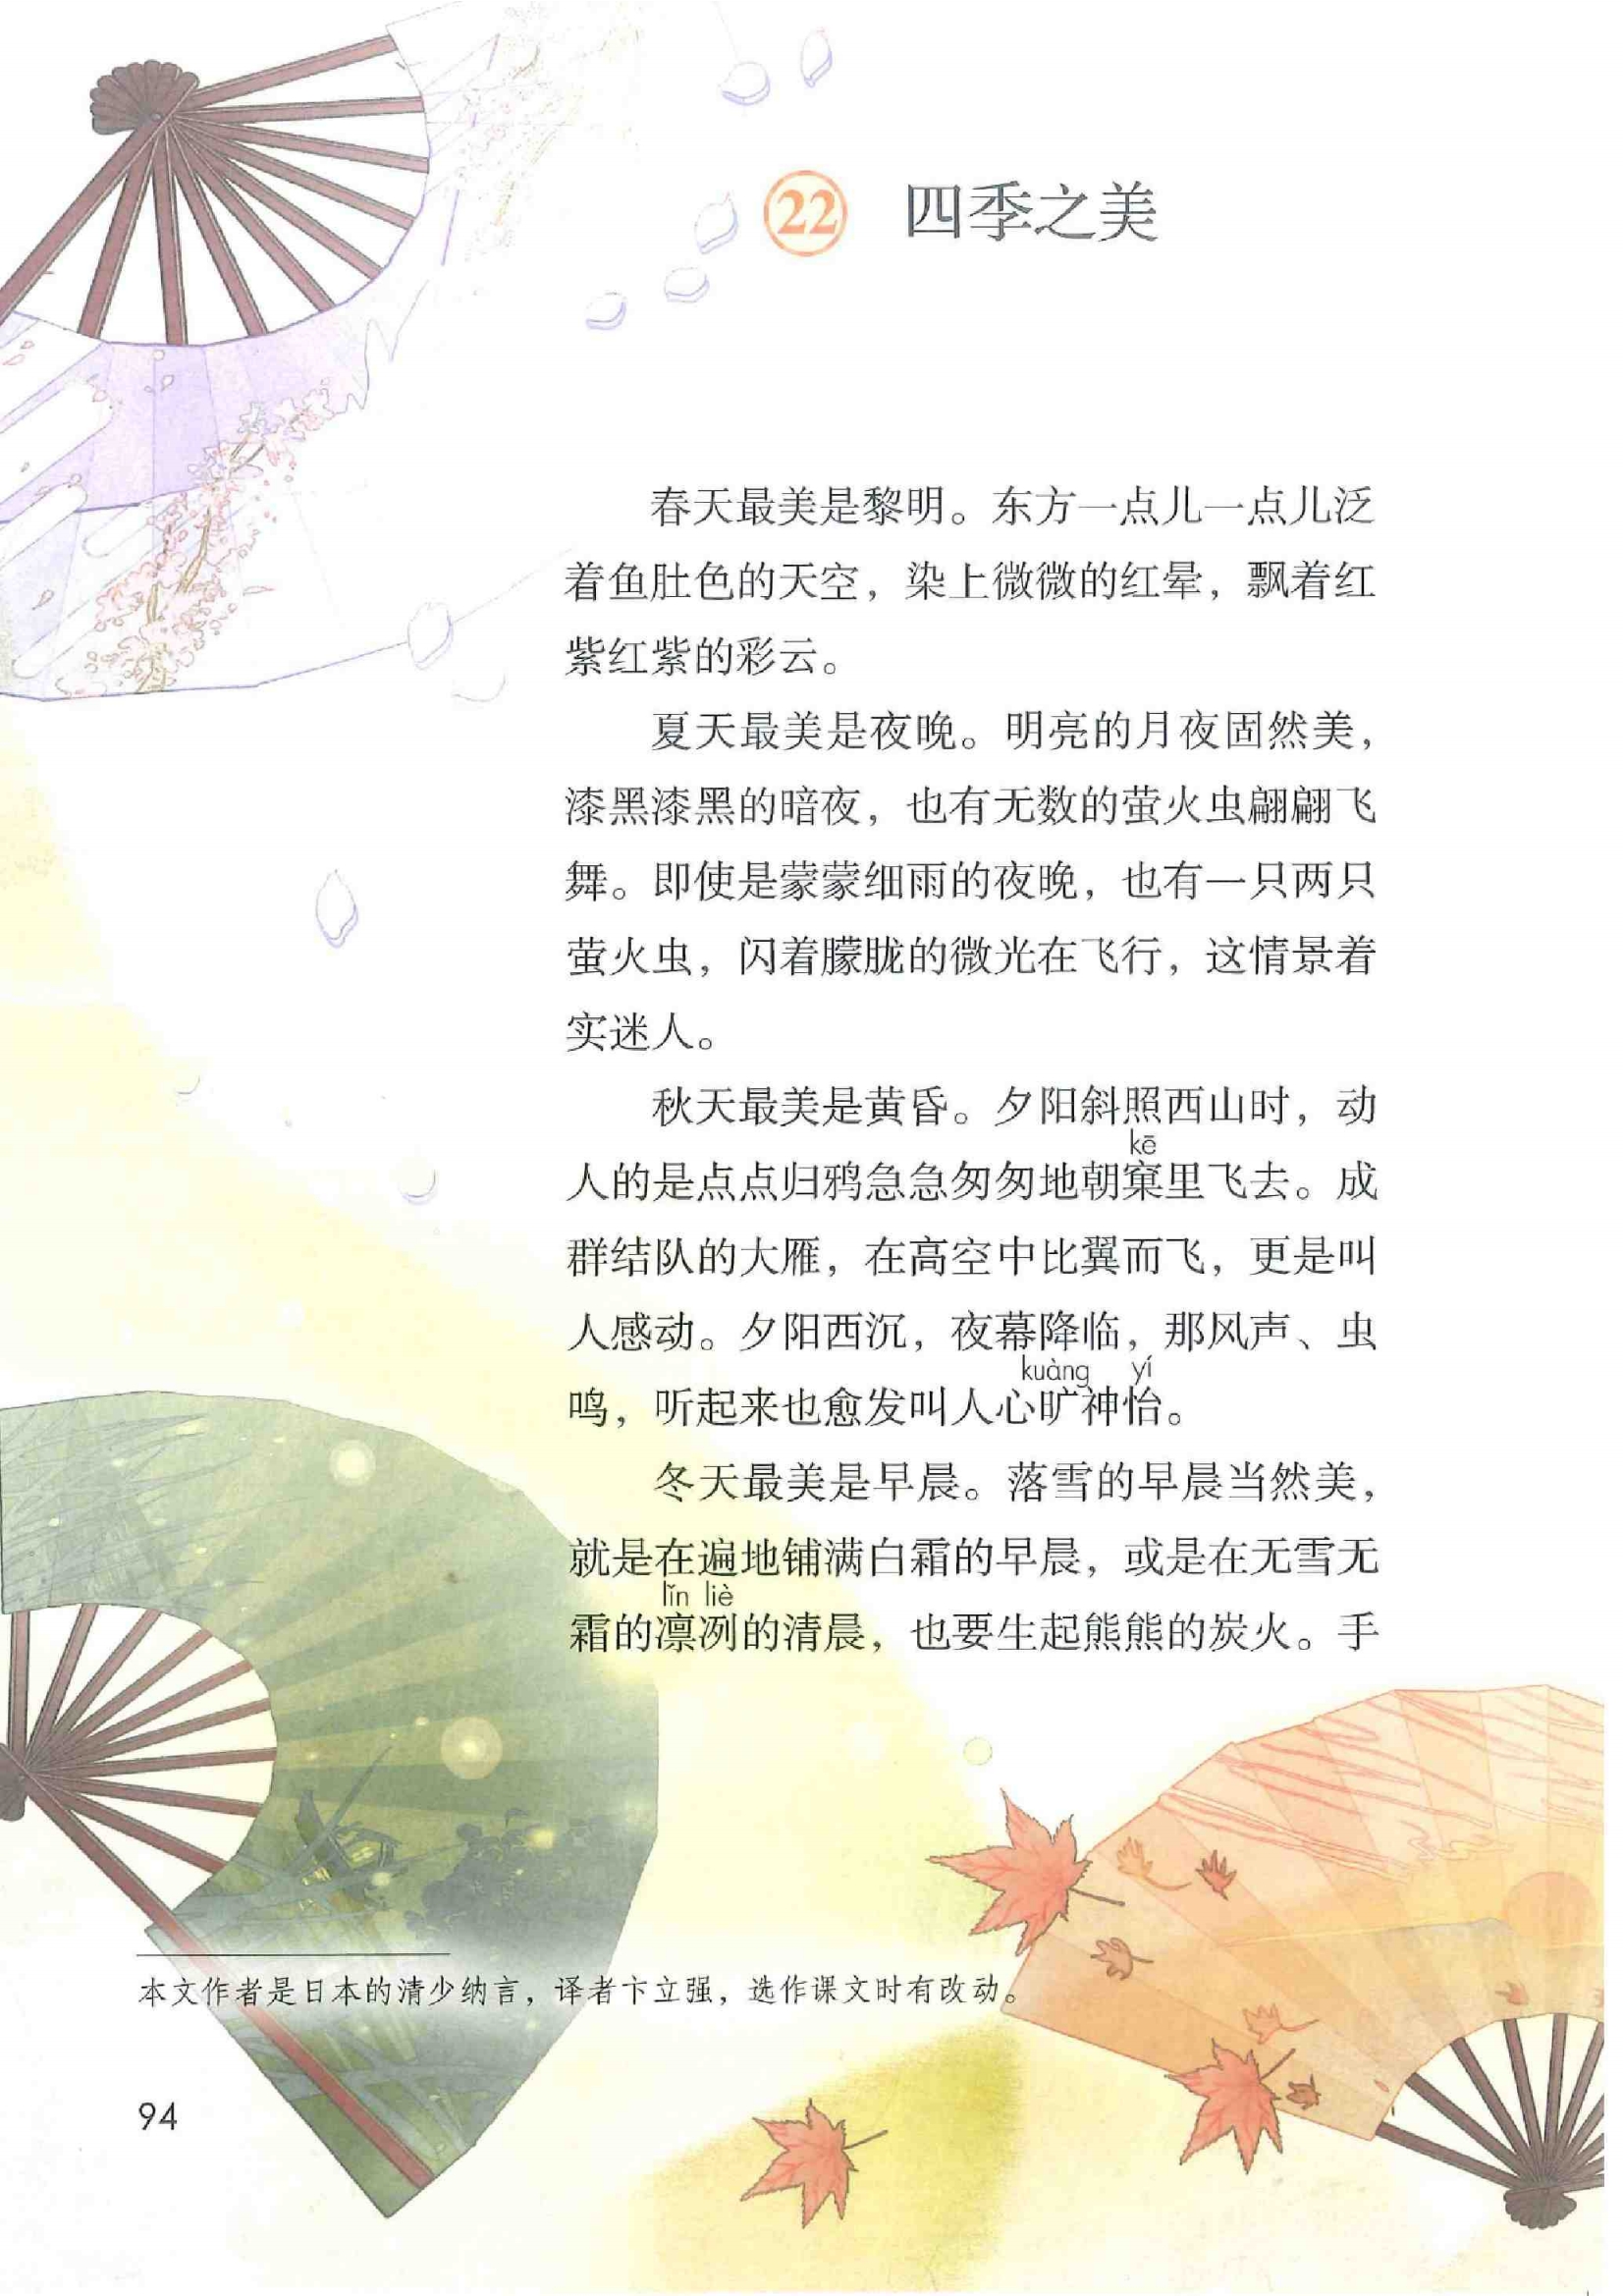 22 四季之美
春天最美是黎明。东方一点儿一点儿泛
着鱼肚色的天空，染上微微的红晕，飘着红
紫红紫的彩云。
夏天最美是夜晚。明亮的月夜固然美，
漆黑漆黑的暗夜，也有无数的萤火虫翩翩飞
舞。即使是蒙蒙细雨的夜晚，也有一只两只
萤火虫，闪着朦胧的微光在飞行，这情景着
实迷人。
秋天最美是黄昏。夕阳斜照西山时，动
kē
人的是点点归鸦急急匆匆地朝窠里飞去。成
群结队的大雁，在高空中比翼而飞，更是叫
人感动。夕阳西沉，夜幕降临，那风声、虫
kuàng yí
鸣，听起来也愈发叫人心旷神怡。
冬天最美是早晨。落雪的早晨当然美，
就是在遍地铺满白霜的早晨，或是在无雪无
lǐn liè
霜的凛冽的清晨，也要生起熊熊的炭火。手
本文作者是日本的清少纳言，译者卞立强，选作课文时有改动。
94